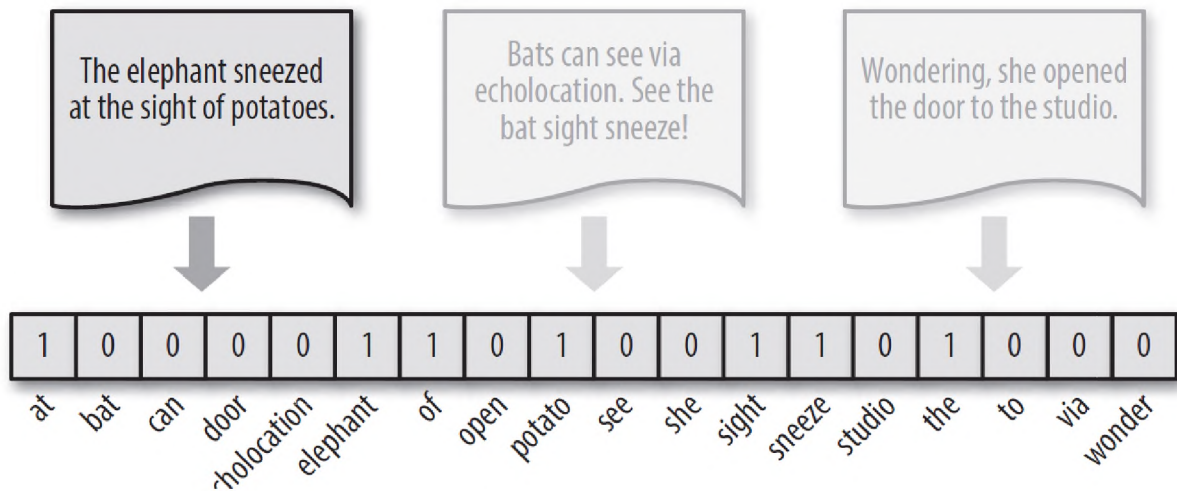 The elephant sneezed
at the sight of potatoes.
Bats can see via
echolocation. See the
bat sight sneeze!
Wondering, she opened
the door to the studio.
1 0 0 0 0 1 1 0 1 0 0 1 1 0 1 0 0 0
at bat can door cholocation elephant of open potato see she sight sneeze studio the to via wonder